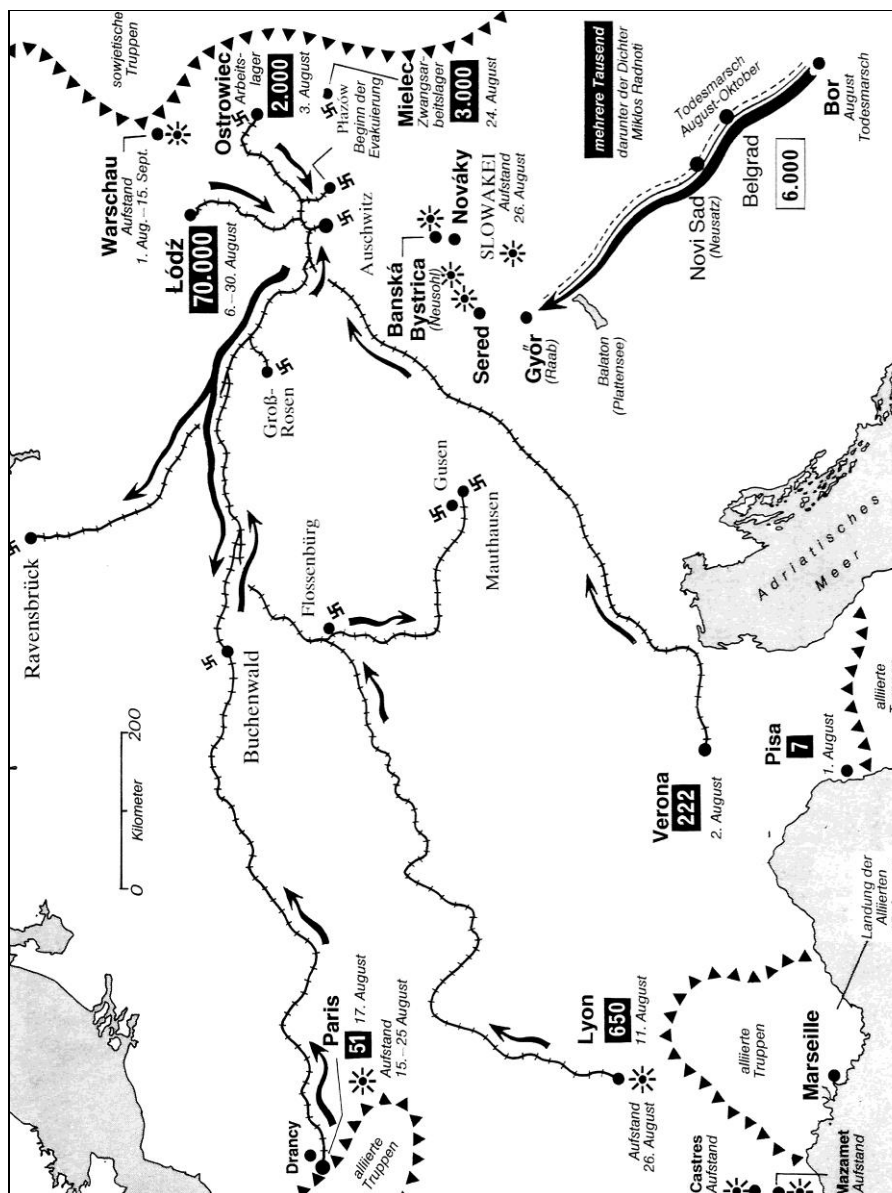 sowjetische
Truppen
Warschau
Aufstand
1. Aug.–15. Sept.
Ostrowiec
Arbeits-
lager
2.000
3. August
Łódź
70.000
6.–30. August
Płazów
Beginn der
Evakuierung
Mielec
Zwangsar-
beitslager
3.000
24. August
Auschwitz
Ravensbrück
Groß-
Rosen
Banská
Bystrica
(Neusohl)
Nováky
SLOWAKEI
Aufstand
26. August
Sered
Győr
(Raab)
Balaton
(Plattensee)
mehrere Tausend
darunter der Dichter
Miklos Radnoti
Todesmarsch
August-Oktober
Novi Sad
(Neusatz)
Belgrad
6.000
Bor
August
Todesmarsch
Gusen
Mauthausen
Flossenbürg
Buchenwald
0
200
Kilometer
Adriatisches
Meer
Verona
222
2. August
Pisa
7
1. August
alliierte
Tru
Drancy
Paris
51 17. August
Aufstand
15.–25 August
alliierte
Truppen
Lyon
650
11. August
Aufstand
26. August
alliierte
Truppen
Landung der
Alliierten
Marseille
Castres
Aufstand
Mazamet
Aufstand